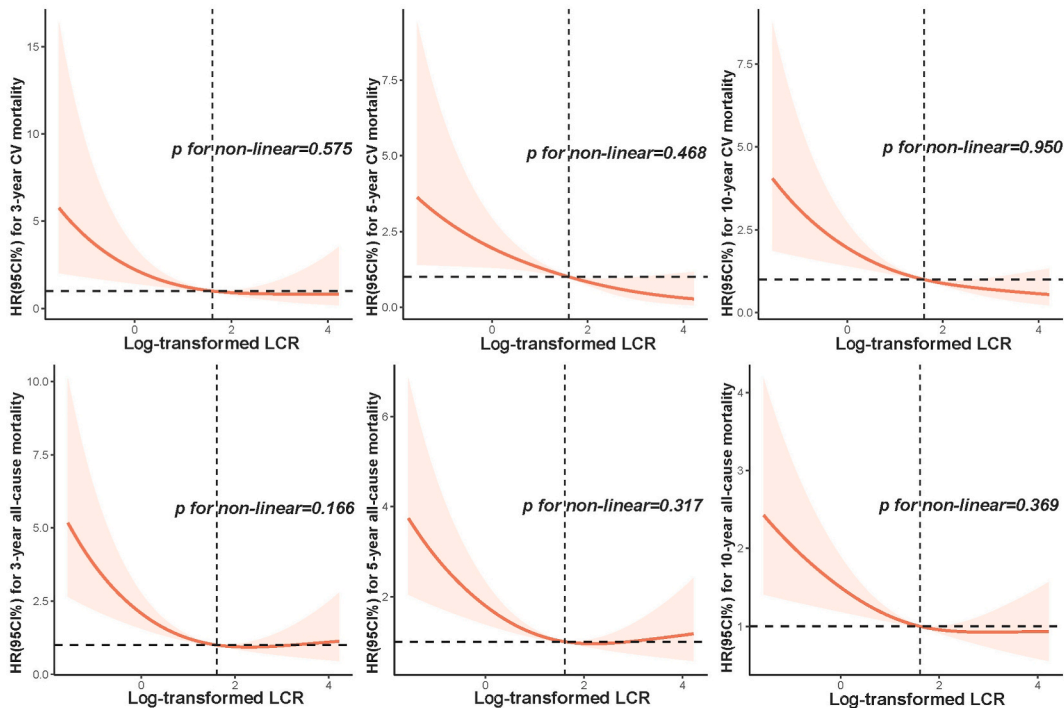 HR(95CI%) for 3-year CV mortality
15
10
5
0
p for non-linear=0.575
0
2
4
Log-transformed LCR
HR(95CI%) for 5-year CV mortality
7.5
5.0
2.5
0.0
p for non-linear=0.468
0
2
4
Log-transformed LCR
HR(95CI%) for 10-year CV mortality
7.5
5.0
2.5
0.0
p for non-linear=0.950
0
2
4
Log-transformed LCR
HR(95CI%) for 3-year all-cause mortality
10.0
7.5
5.0
2.5
0.0
p for non-linear=0.166
0
2
4
Log-transformed LCR
HR(95CI%) for 5-year all-cause mortality
6
4
2
p for non-linear=0.317
0
2
4
Log-transformed LCR
HR(95CI%) for 10-year all-cause mortality
4
3
2
1
p for non-linear=0.369
0
2
4
Log-transformed LCR